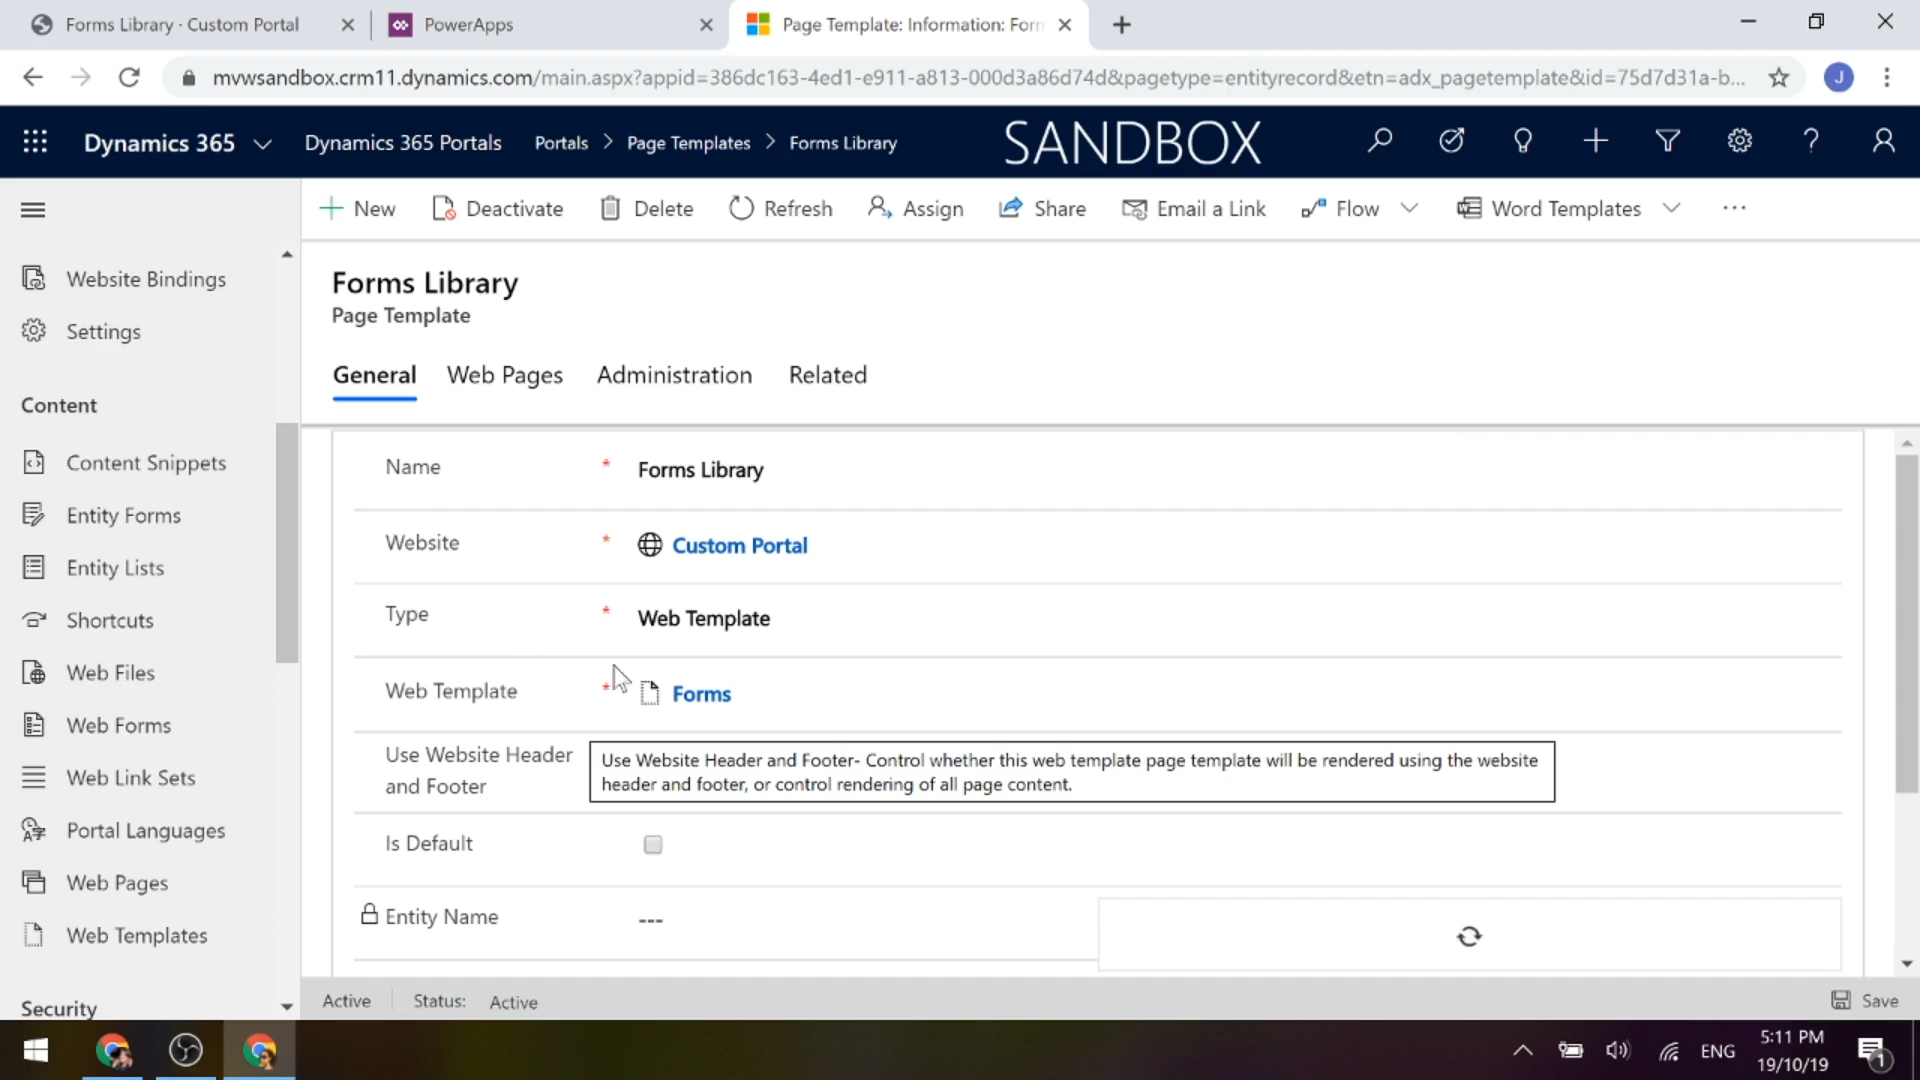 Forms Library · Custom Portal
PowerApps
Page Template: Information: Form
mvwsandbox.crm11.dynamics.com/main.aspx?appid=386dc163-4ed1-e911-a813-000d3a86d74d&pagetype=entityrecord&etn=adx_pagetemplate&id=75d7d31a-b...
J
Dynamics 365
Dynamics 365 Portals
Portals > Page Templates > Forms Library
SANDBOX
New
Deactivate
Delete
Refresh
Assign
Share
Email a Link
Flow
Word Templates
Website Bindings
Settings
Content
Content Snippets
Entity Forms
Entity Lists
Shortcuts
Web Files
Web Forms
Web Link Sets
Portal Languages
Web Pages
Web Templates
Security
Forms Library
Page Template
General
Web Pages
Administration
Related
Name * Forms Library
Website * Custom Portal
Type * Web Template
Web Template * Forms
Use Website Header
and Footer
Use Website Header and Footer- Control whether this web template page template will be rendered using the website
header and footer, or control rendering of all page content.
Is Default
Entity Name ---
Active
Status: Active
Save
ENG
5:11 PM
19/10/19
1